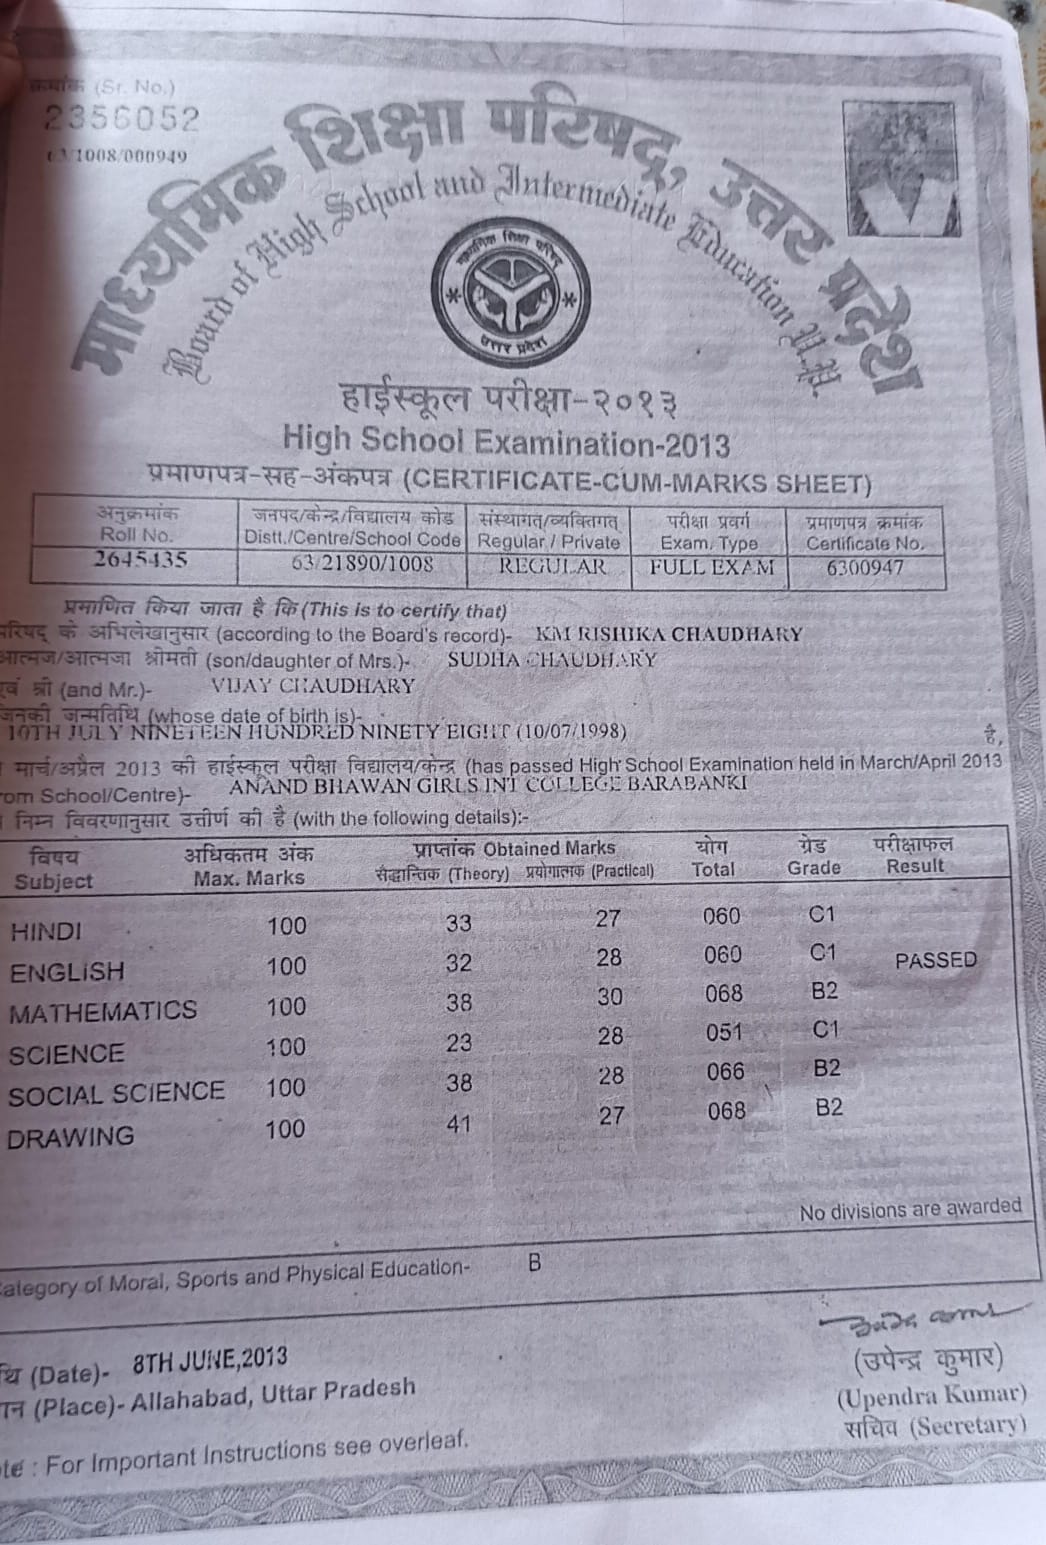 क्रमांक (Sr. No.)
2356052
63/1008/000949
माध्यमिक शिक्षा परिषद्, उत्तर प्रदेश
Board of High School and Intermediate Education U.P.
माध्यमिक शिक्षा परिषद
उत्तर प्रदेश
हाईस्कूल परीक्षा-२०१३
High School Examination-2013
प्रमाणपत्र-सह-अंकपत्र (CERTIFICATE-CUM-MARKS SHEET)
अनुक्रमांक जनपद/केन्द्र/विद्यालय कोड संस्थागत/व्यक्तिगत परीक्षा प्रवर्ग प्रमाणपत्र क्रमांक
Roll No. Distt./Centre/School Code Regular / Private Exam. Type Certificate No.
2645435 63/21890/1008 REGULAR FULL EXAM 6300947
प्रमाणित किया जाता है कि (This is to certify that)
परिषद् के अभिलेखानुसार (according to the Board's record)- KM RISHIKA CHAUDHARY
आत्मज/आत्मजा श्रीमती (son/daughter of Mrs.)- SUDHA CHAUDHARY
एवं श्री (and Mr.)- VIJAY CHAUDHARY
जिनकी जन्मतिथि (whose date of birth is)-
10TH JULY NINETEEN HUNDRED NINETY EIGHT (10/07/1998) है,
मार्च/अप्रैल 2013 की हाईस्कूल परीक्षा विद्यालय/केन्द्र (has passed High School Examination held in March/April 2013
from School/Centre)- ANAND BHAWAN GIRLS INT COLLEGE BARABANKI
निम्न विवरणानुसार उत्तीर्ण की है (with the following details):-
विषय अधिकतम अंक प्राप्तांक Obtained Marks योग ग्रेड परीक्षाफल
Subject Max. Marks सैद्धान्तिक (Theory) प्रयोगात्मक (Practical) Total Grade Result
HINDI 100 33 27 060 C1
ENGLISH 100 32 28 060 C1 PASSED
MATHEMATICS 100 38 30 068 B2
SCIENCE 100 23 28 051 C1
SOCIAL SCIENCE 100 38 28 066 B2
DRAWING 100 41 27 068 B2
No divisions are awarded
Category of Moral, Sports and Physical Education- B
(Date)- 8TH JUNE,2013
(Place)- Allahabad, Uttar Pradesh
(उपेन्द्र कुमार)
(Upendra Kumar)
सचिव (Secretary)
Note : For Important Instructions see overleaf.